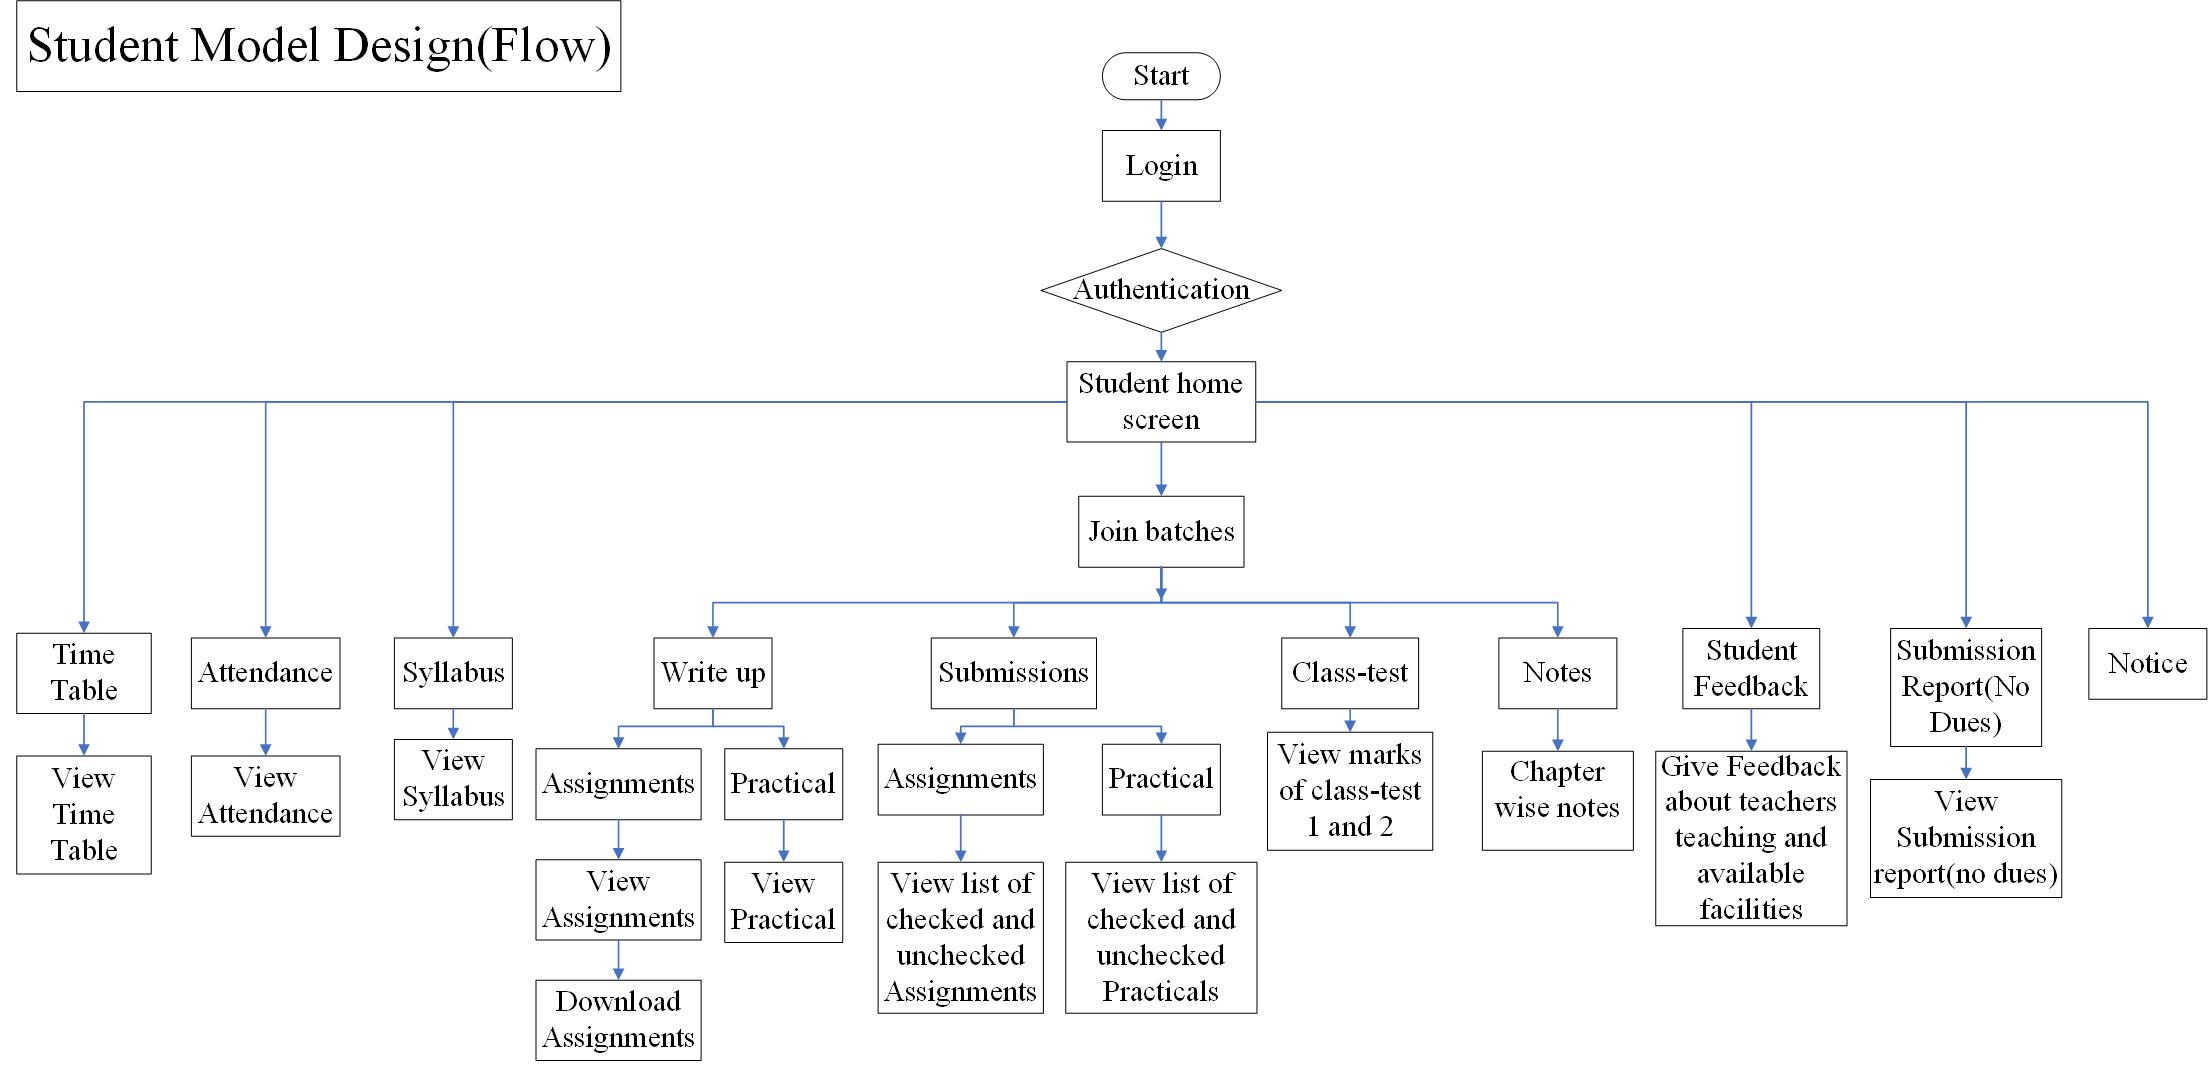 Student Model Design(Flow)
Start
Login
Authentication
Student home
screen
Join batches
Time
Table
Attendance
Syllabus
Write up
Submissions
Class-test
Notes
Student
Feedback
Submission
Report(No
Dues)
Notice
View
Time
Table
View
Attendance
View
Syllabus
Assignments
Practical
Assignments
Practical
View marks
of class-test
1 and 2
Chapter
wise notes
Give Feedback
about teachers
teaching and
available
facilities
View
Submission
report(no dues)
View
Assignments
View
Practical
View list of
checked and
unchecked
Assignments
View list of
checked and
unchecked
Practicals
Download
Assignments